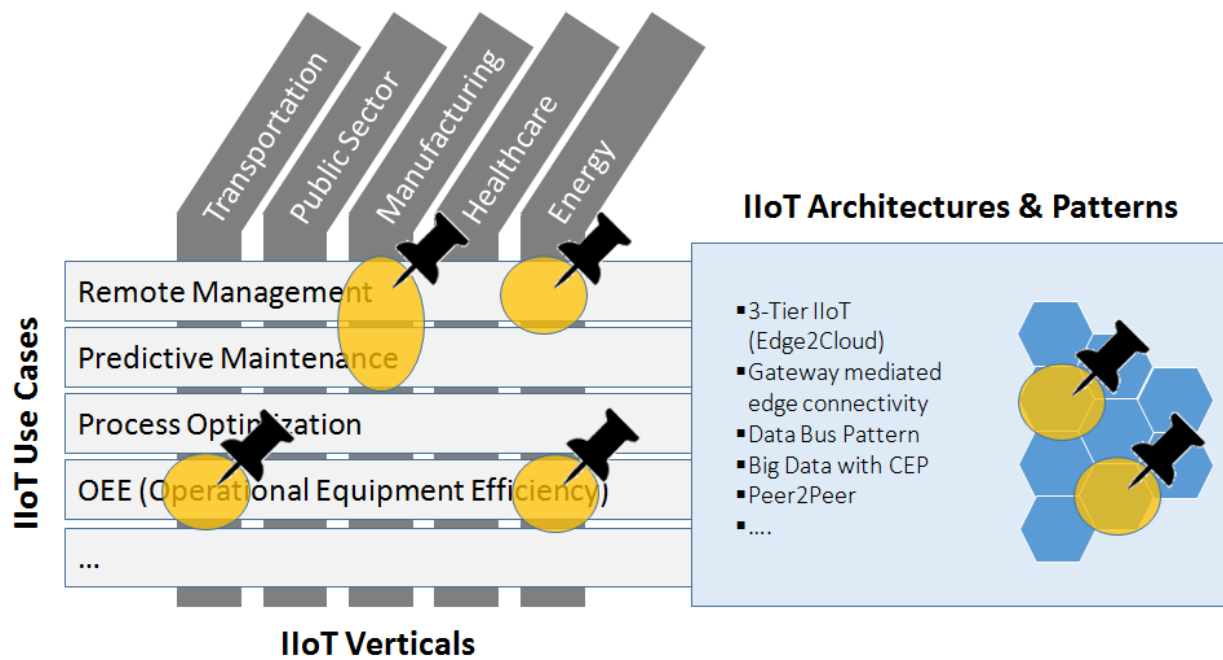 Transportation
Public Sector
Manufacturing
Healthcare
Energy
IIoT Architectures & Patterns
IIoT Use Cases
Remote Management
Predictive Maintenance
Process Optimization
OEE (Operational Equipment Efficiency)
...
▪3-Tier IIoT
(Edge2Cloud)
▪Gateway mediated
edge connectivity
▪Data Bus Pattern
▪Big Data with CEP
▪Peer2Peer
▪....
IIoT Verticals